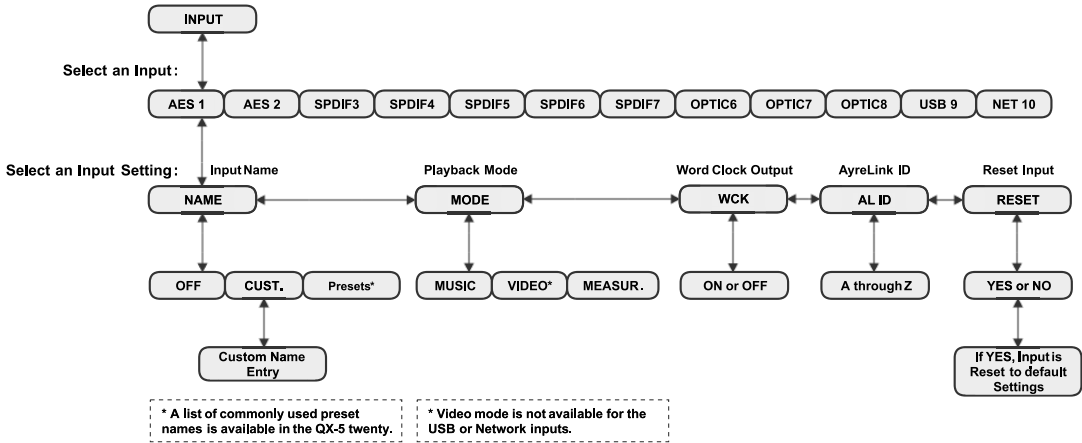 INPUT
Select an Input:
AES 1 AES 2 SPDIF3 SPDIF4 SPDIF5 SPDIF6 SPDIF7 OPTIC6 OPTIC7 OPTIC8 USB 9 NET 10
Select an Input Setting: Input Name Playback Mode Word Clock Output AyreLink ID Reset Input
NAME MODE WCK AL ID RESET
OFF CUST. Presets* MUSIC VIDEO* MEASUR. ON or OFF A through Z YES or NO
Custom Name
Entry
If YES, Input is
Reset to default
Settings
* A list of commonly used preset
names is available in the QX-5 twenty.
* Video mode is not available for the
USB or Network inputs.